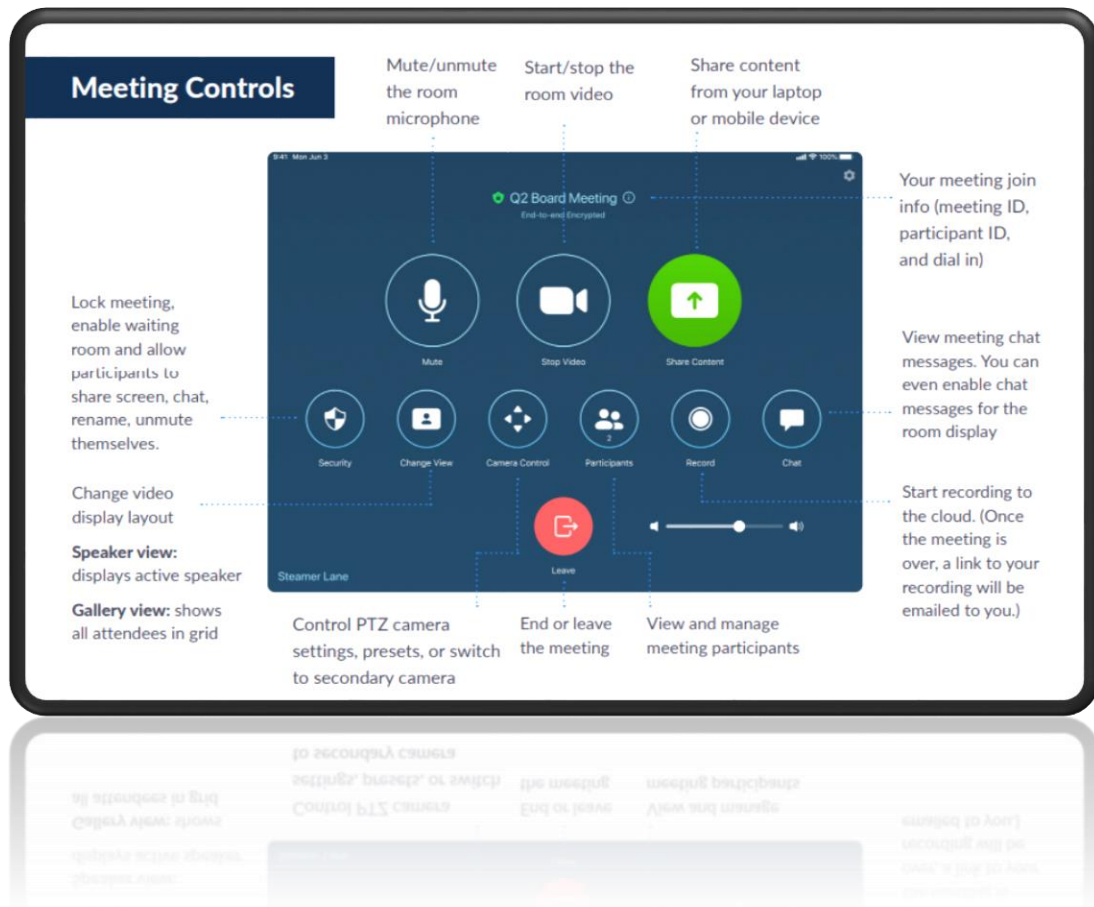 Meeting Controls
Mute/unmute
the room
microphone
Start/stop the
room video
Share content
from your laptop
or mobile device
9:41 Mon Jun 3
100%
Q2 Board Meeting
End-to-end Encrypted
Your meeting join
info (meeting ID,
participant ID,
and dial in)
Mute
Stop Video
Share Content
Lock meeting,
enable waiting
room and allow
participants to
share screen, chat,
rename, unmute
themselves.
View meeting chat
messages. You can
even enable chat
messages for the
room display
2
Security
Change View
Camera Control
Participants
Record
Chat
Change video
display layout
Speaker view:
displays active speaker
Gallery view: shows
all attendees in grid
Start recording to
the cloud. (Once
the meeting is
over, a link to your
recording will be
emailed to you.)
Leave
Steamer Lane
Control PTZ camera
settings, presets, or switch
to secondary camera
End or leave
the meeting
View and manage
meeting participants